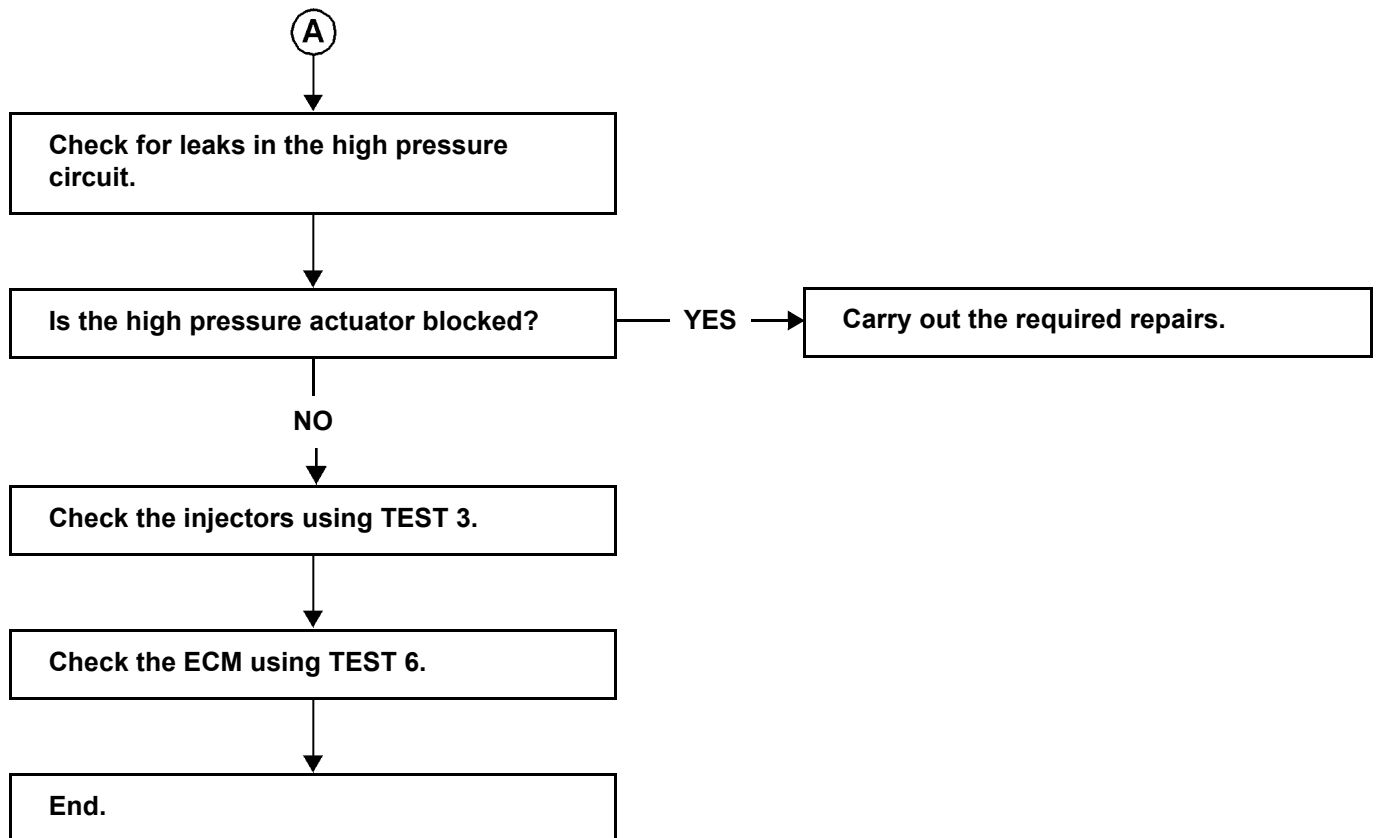 A
Check for leaks in the high pressure
circuit.
Is the high pressure actuator blocked?
YES
Carry out the required repairs.
NO
Check the injectors using TEST 3.
Check the ECM using TEST 6.
End.